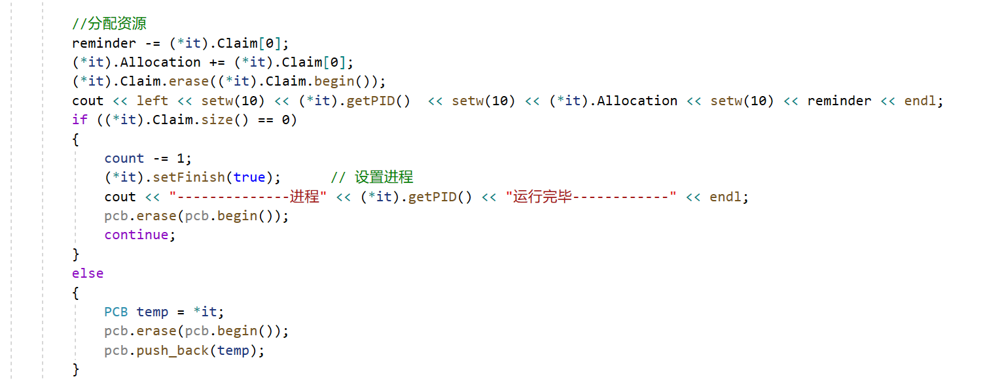 //分配资源
reminder -= (*it).Claim[0];
(*it).Allocation += (*it).Claim[0];
(*it).Claim.erase((*it).Claim.begin());
cout << left << setw(10) << (*it).getPID()  << setw(10) << (*it).Allocation << setw(10) << reminder << endl;
if ((*it).Claim.size() == 0)
{
    count -= 1;
    (*it).setFinish(true);      // 设置进程
    cout << "--------------进程" << (*it).getPID() << "运行完毕------------" << endl;
    pcb.erase(pcb.begin());
    continue;
}
else
{
    PCB temp = *it;
    pcb.erase(pcb.begin());
    pcb.push_back(temp);
}